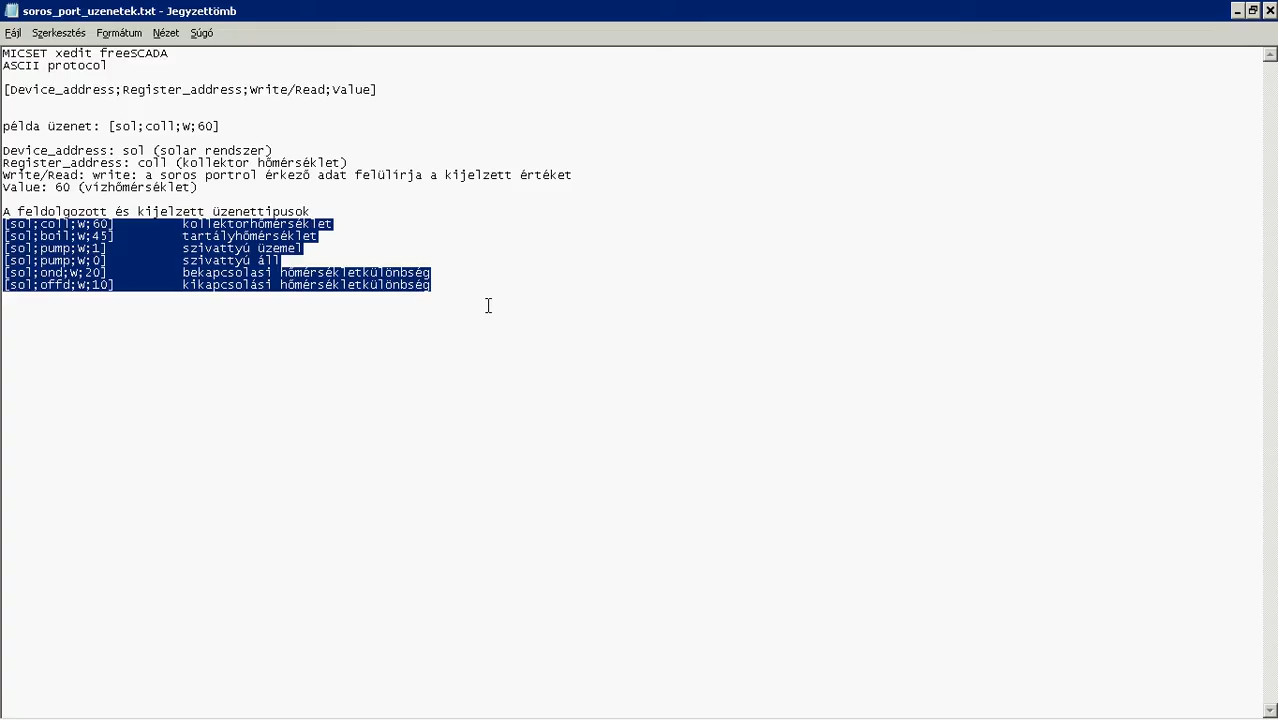 soros_port_uzenetek.txt - Jegyzettömb
Fájl Szerkesztés Formátum Nézet Súgó
MICSET xedit freeSCADA
ASCII protocol
[Device_address;Register_address;Write/Read;Value]
példa üzenet: [sol;coll;W;60]
Device_address: sol (solar rendszer)
Register_address: coll (kollektor hőmérséklet)
Write/Read: write: a soros portrol érkező adat felülírja a kijelzett értéket
Value: 60 (vízhőmérséklet)
A feldolgozott és kijelzett üzenettipusok
[sol;coll;W;60] kollektorhőmérséklet
[sol;boil;W;45] tartályhőmérséklet
[sol;pump;W;1] szivattyú üzemel
[sol;pump;W;0] szivattyú áll
[sol;ond;W;20] bekapcsolasi hőmérsékletkülönbség
[sol;offd;W;10] kikapcsolási hőmérsékletkülönbség